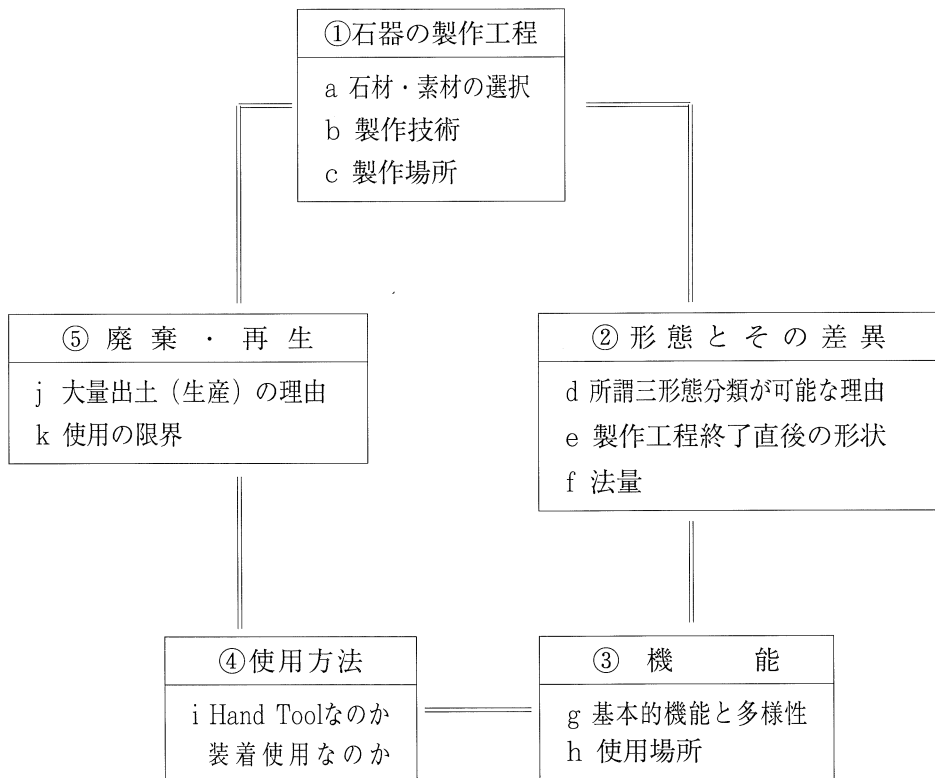 ①石器の製作工程
a 石材・素材の選択
b 製作技術
c 製作場所
⑤ 廃棄・再生
j 大量出土（生産）の理由
k 使用の限界
② 形態とその差異
d 所謂三形態分類が可能な理由
e 製作工程終了直後の形状
f 法量
④使用方法
i Hand Toolなのか
装着使用なのか
③ 機能
g 基本的機能と多様性
h 使用場所